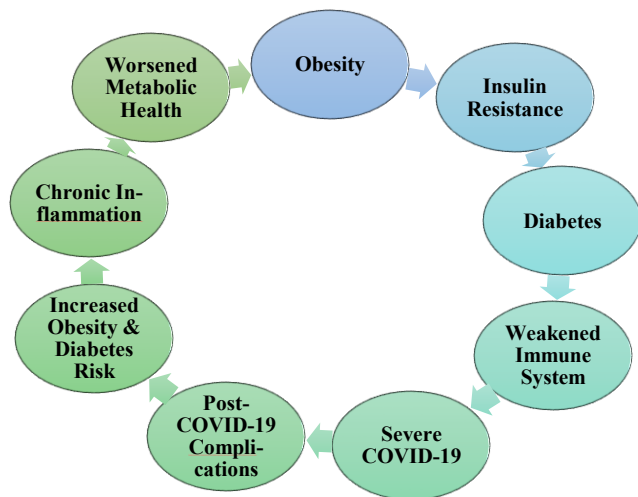 Obesity
Insulin
Resistance
Diabetes
Weakened
Immune
System
Severe
COVID-19
Post-
COVID-19
Compli-
cations
Increased
Obesity &
Diabetes
Risk
Chronic In-
flammation
Worsened
Metabolic
Health